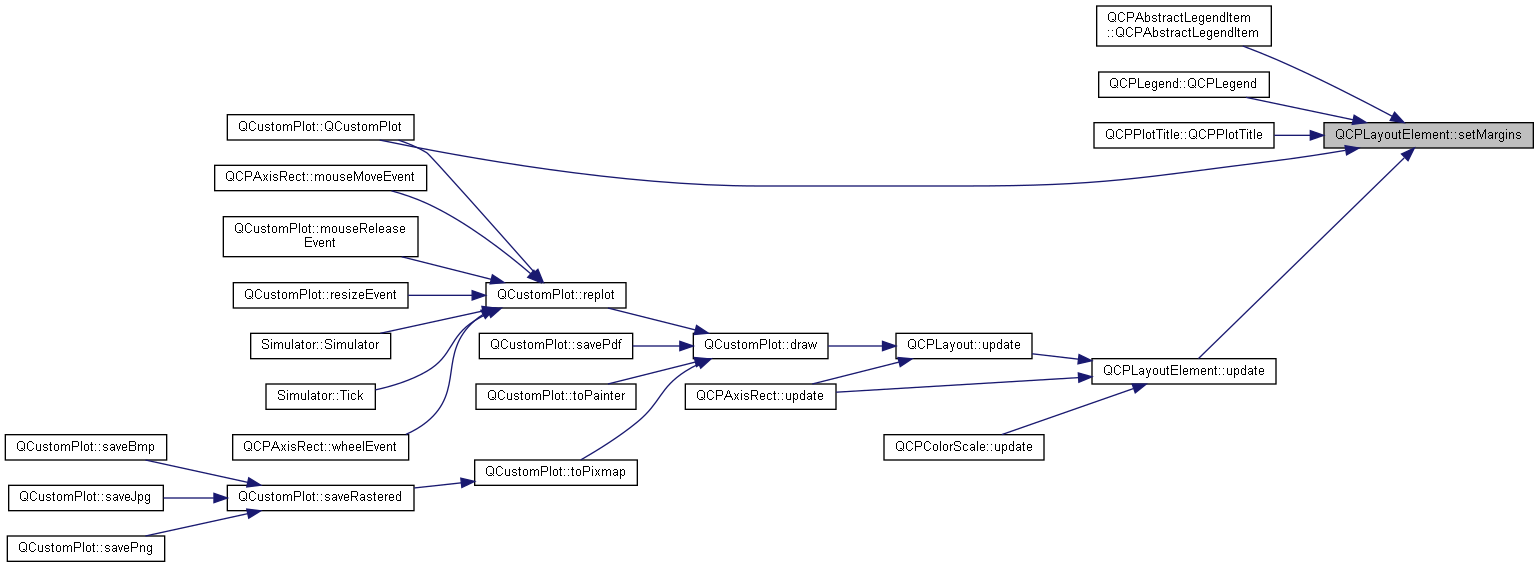 QCPAbstractLegendItem
::QCPAbstractLegendItem
QCPLegend::QCPLegend
QCustomPlot::QCustomPlot
QCPPlotTitle::QCPPlotTitle
QCPLayoutElement::setMargins
QCPAxisRect::mouseMoveEvent
QCustomPlot::mouseRelease
Event
QCustomPlot::resizeEvent
QCustomPlot::replot
Simulator::Simulator
QCustomPlot::savePdf
QCustomPlot::draw
QCPLayout::update
QCPLayoutElement::update
Simulator::Tick
QCustomPlot::toPainter
QCPAxisRect::update
QCustomPlot::saveBmp
QCPAxisRect::wheelEvent
QCPColorScale::update
QCustomPlot::toPixmap
QCustomPlot::saveJpg
QCustomPlot::saveRastered
QCustomPlot::savePng